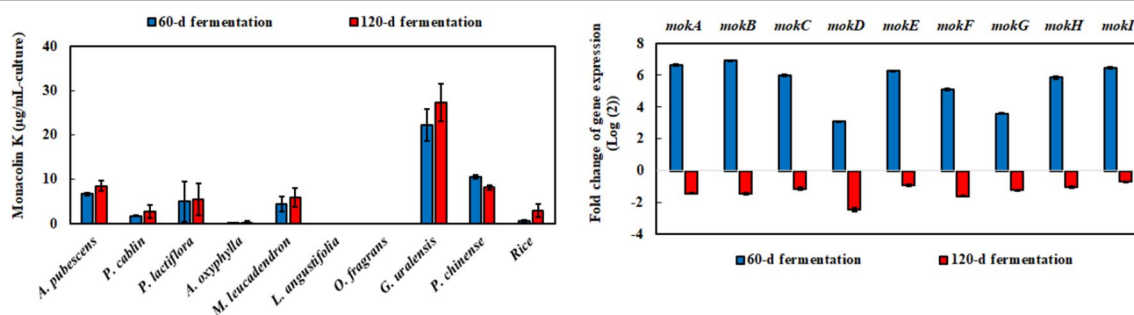 60-d fermentation
120-d fermentation
Monacolin K (µg/mL-culture)
40
30
20
10
0
A. pubescens
P. cablin
P. lactiflora
A. oxyphylla
M. leucadendron
L. angustifolia
O. fragrans
G. uralensis
P. chinense
Rice
mokA mokB mokC mokD mokE mokF mokG mokH mokI
Fold change of gene expression
(Log (2))
8
6
4
2
0
-2
-4
60-d fermentation
120-d fermentation